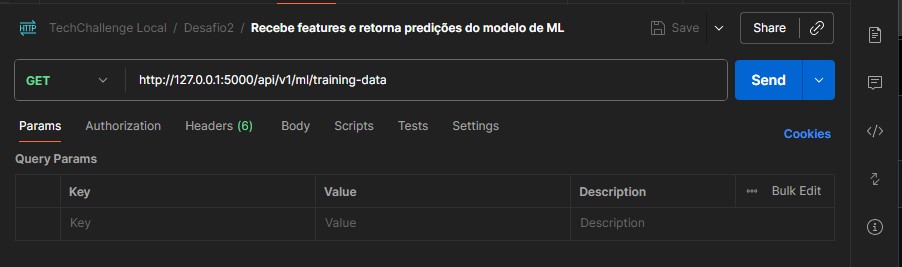 HTTP TechChallenge Local / Desafio2 / Recebe features e retorna predições do modelo de ML Save Share
GET http://127.0.0.1:5000/api/v1/ml/training-data Send
Params Authorization Headers (6) Body Scripts Tests Settings Cookies
Query Params
Key Value Description Bulk Edit
Key Value Description